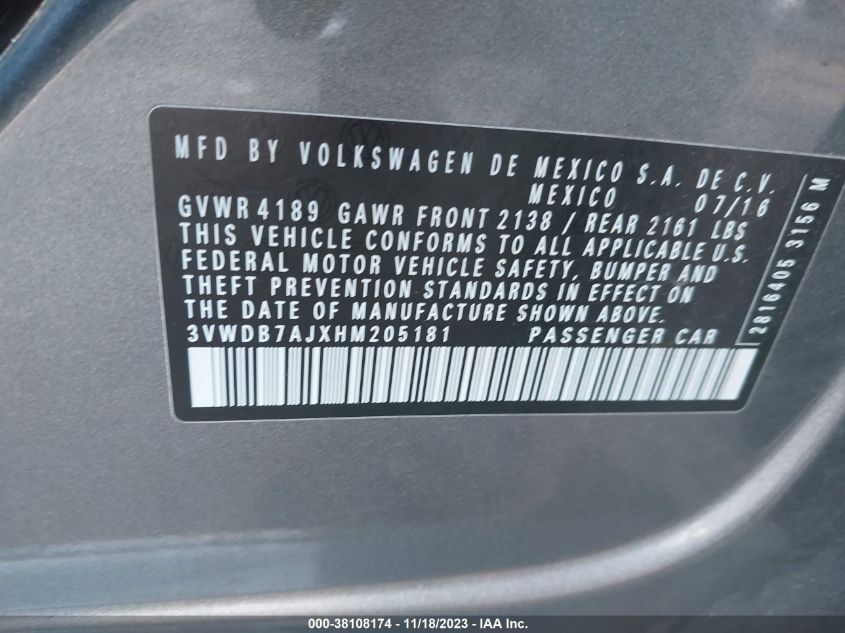 MFD BY VOLKSWAGEN DE MEXICO S.A. DE C.V.
MEXICO 07/16
GVWR 4189 GAWR FRONT 2138 / REAR 2161 LBS
THIS VEHICLE CONFORMS TO ALL APPLICABLE U.S.
FEDERAL MOTOR VEHICLE SAFETY, BUMPER AND
THEFT PREVENTION STANDARDS IN EFFECT ON
THE DATE OF MANUFACTURE SHOWN ABOVE.
3VWDB7AJXHM205181 PASSENGER CAR
2816405 3156 M
000-38108174 - 11/18/2023 - IAA Inc.